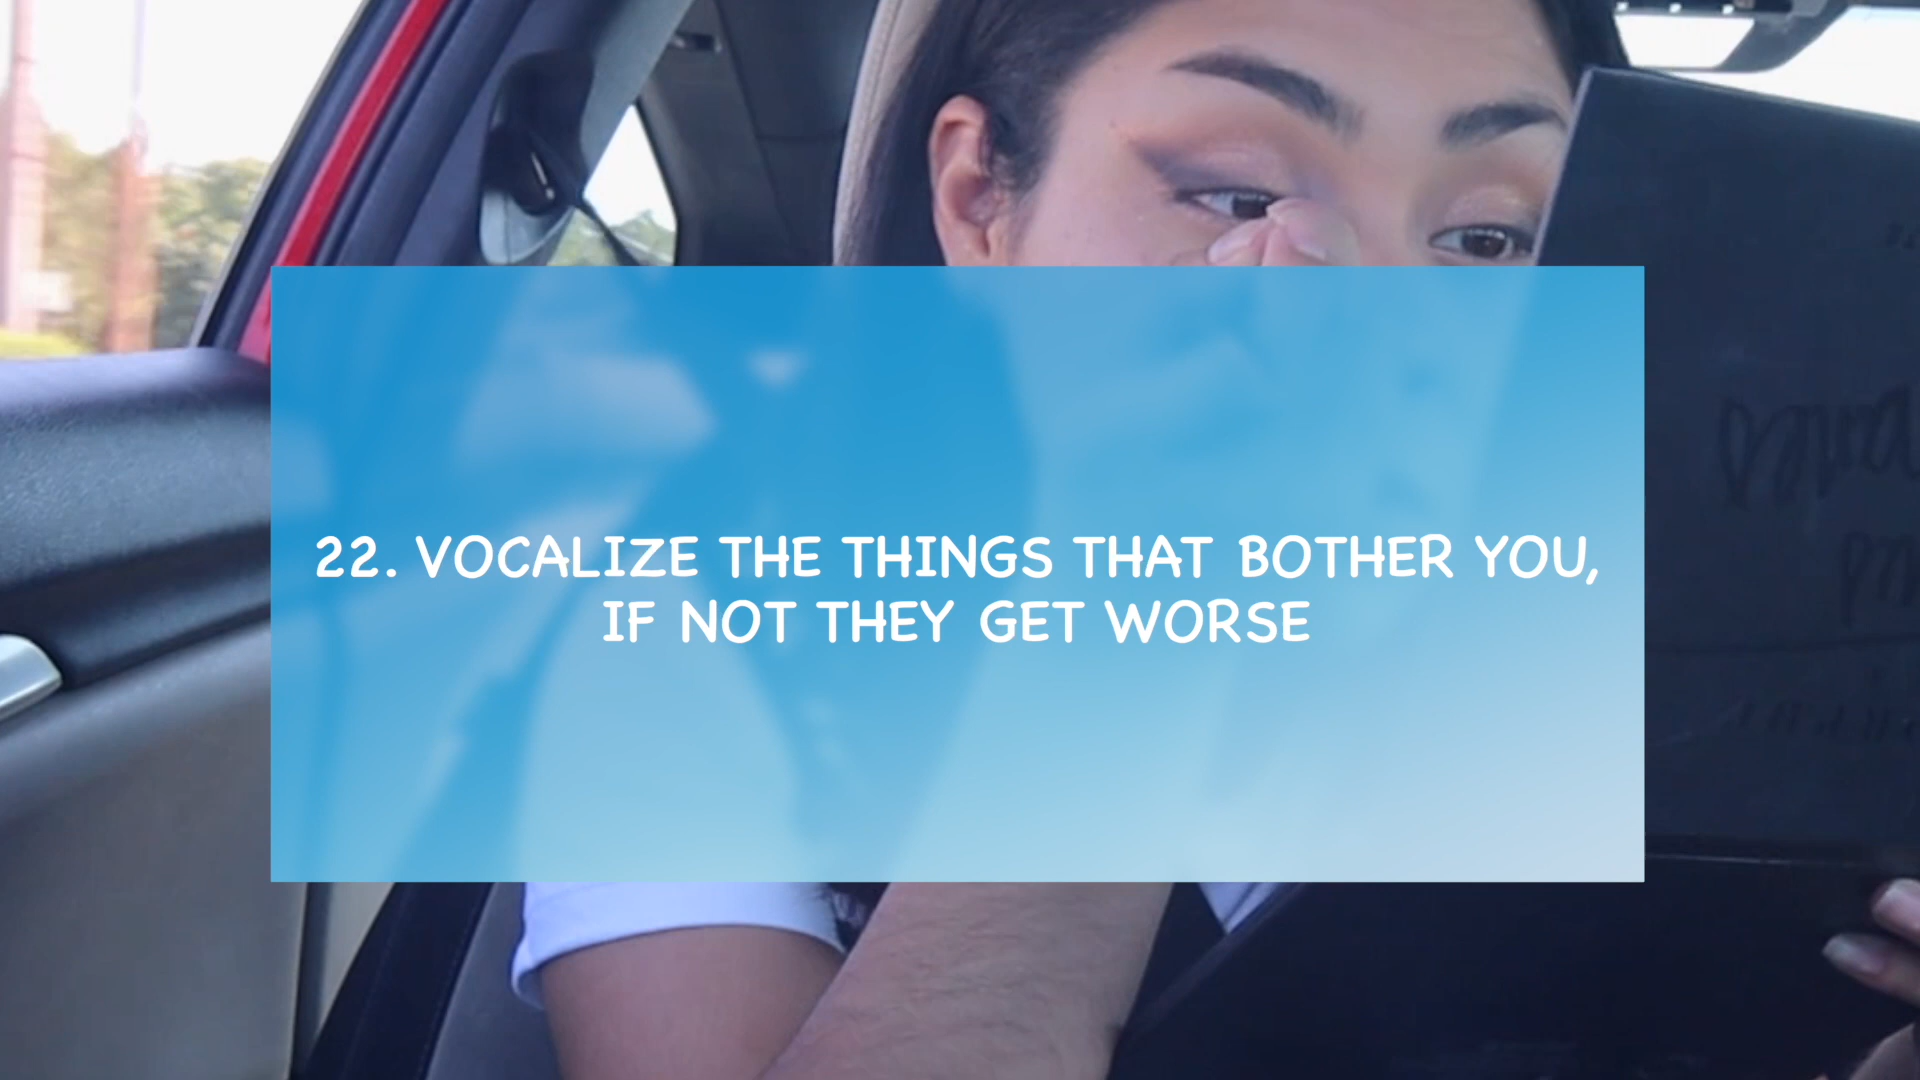 22. VOCALIZE THE THINGS THAT BOTHER YOU,
IF NOT THEY GET WORSE